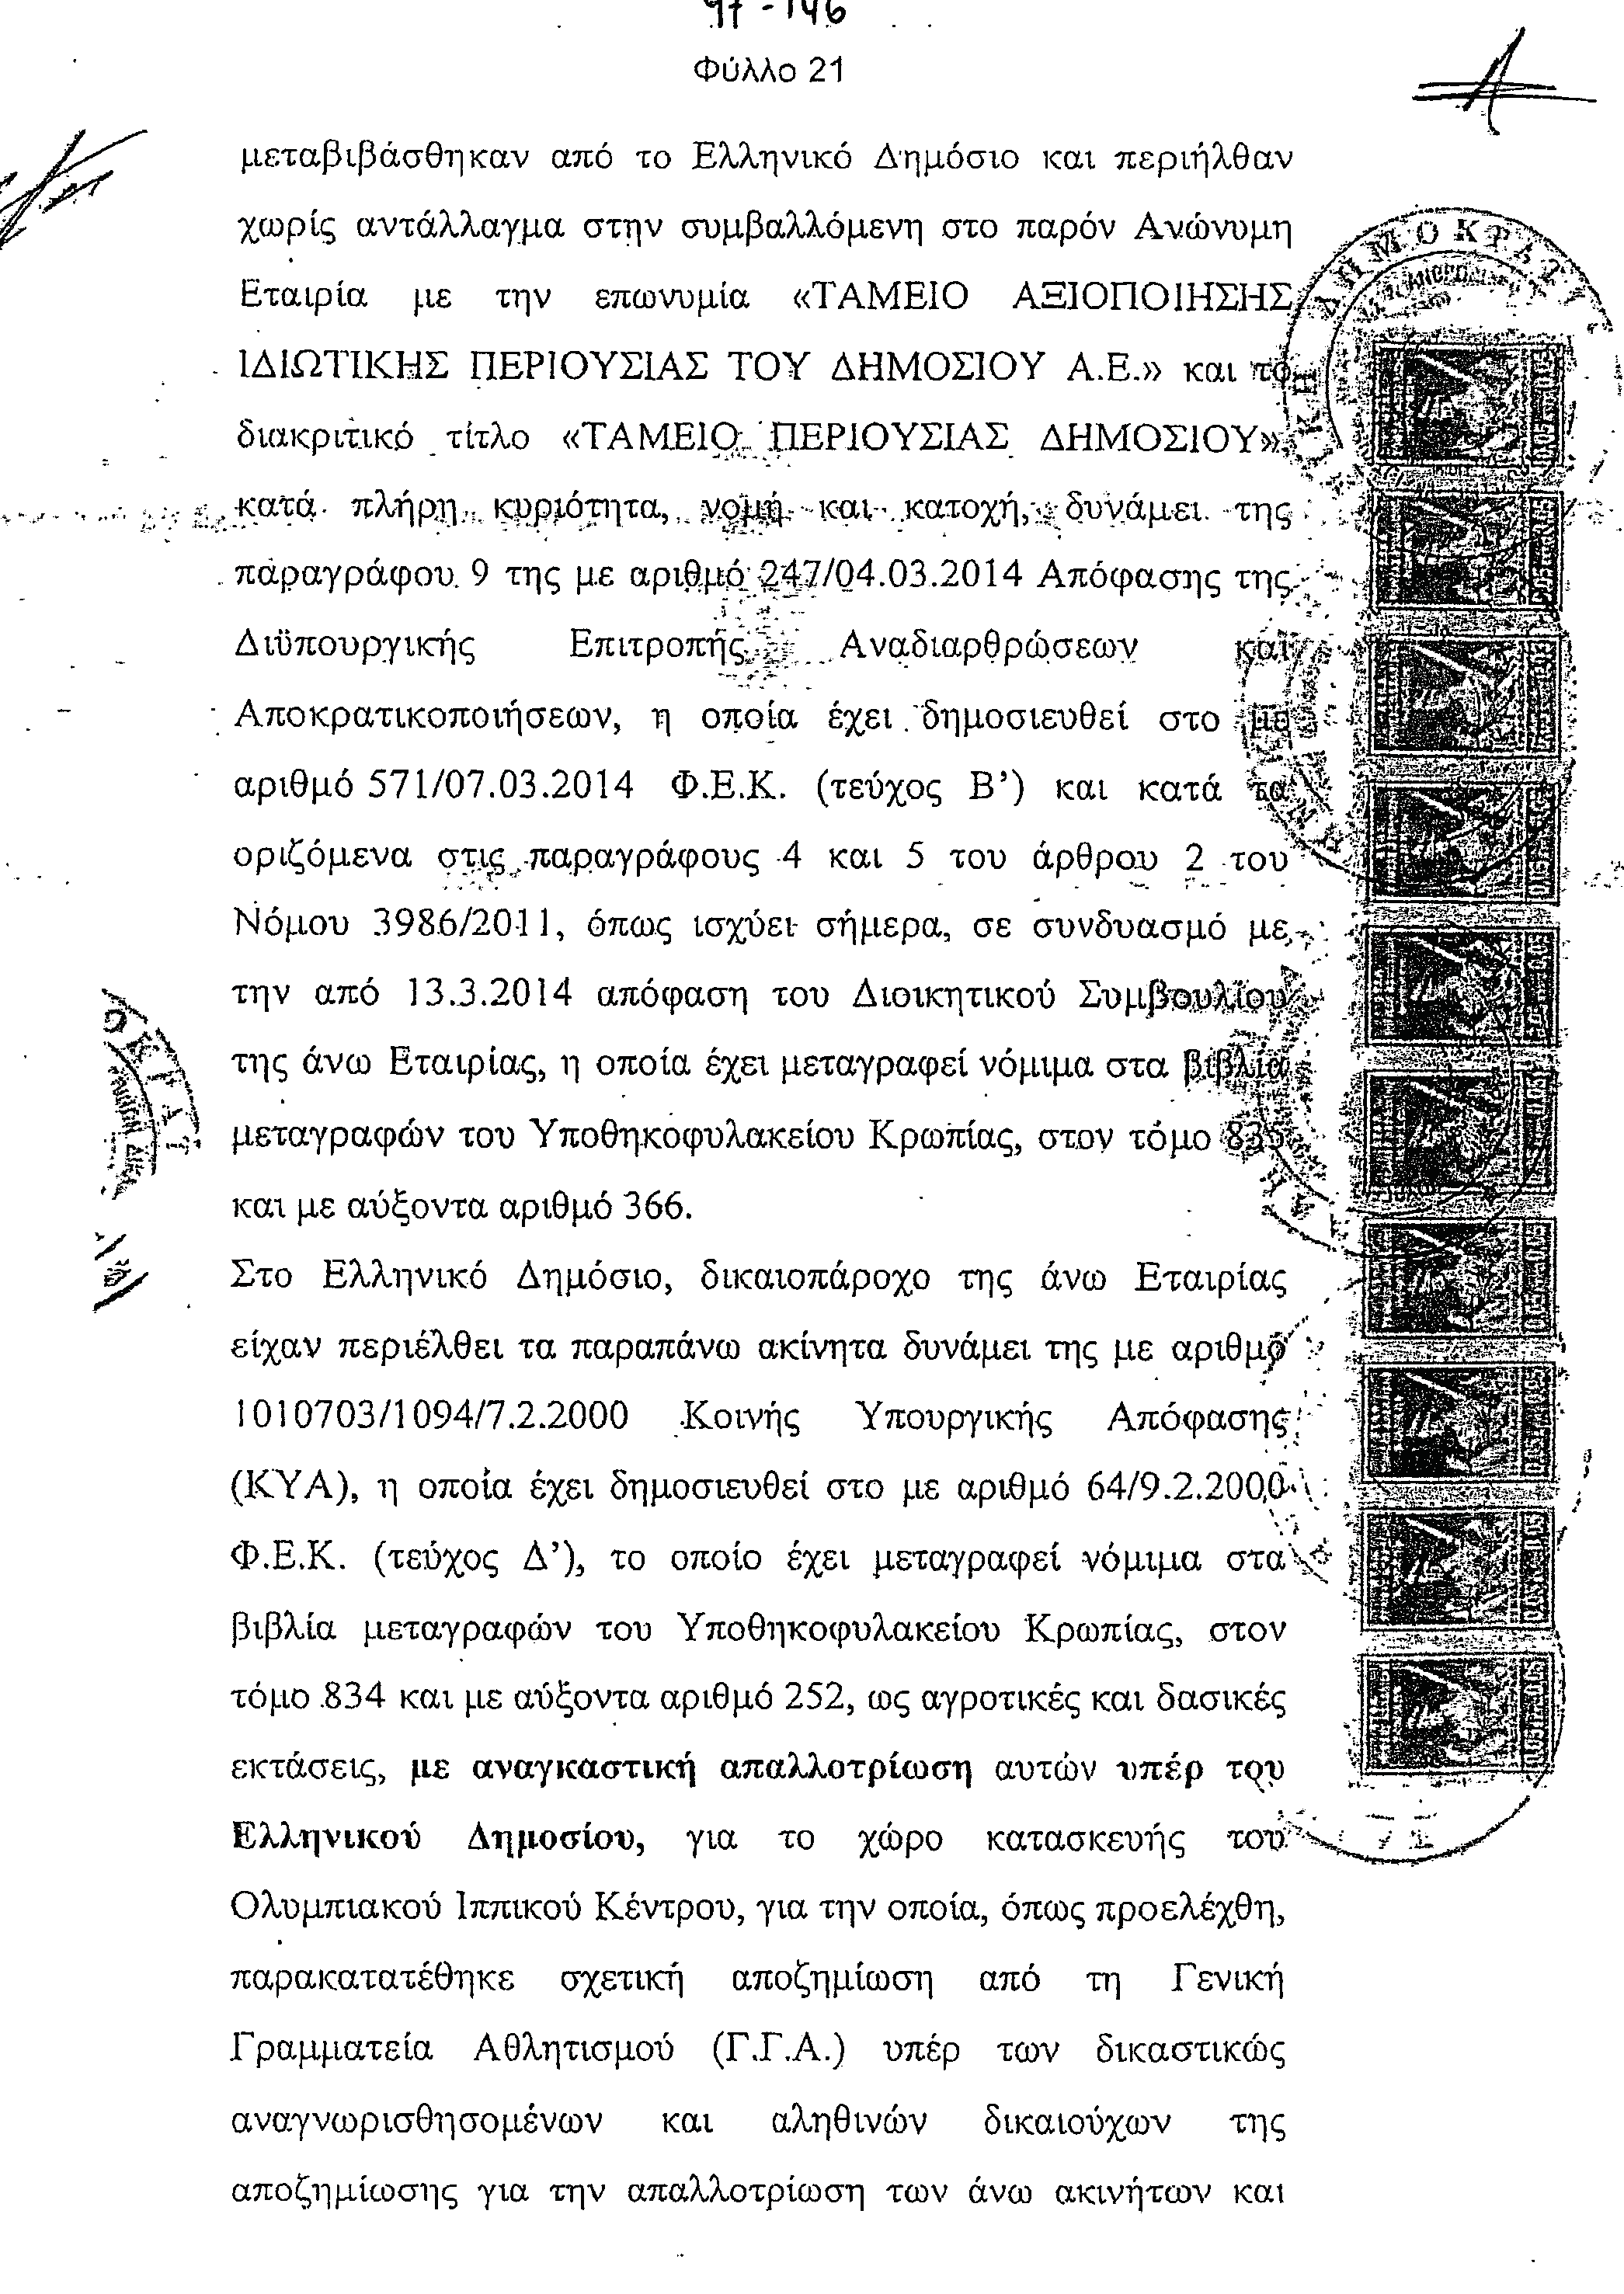 Φύλλο 21
μεταβιβάσθηκαν από το Ελληνικό Δημόσιο και περιήλθαν
χωρίς αντάλλαγμα στην συμβαλλόμενη στο παρόν Ανώνυμη
Εταιρία με την επωνυμία «ΤΑΜΕΙΟ ΑΞΙΟΠΟΙΗΣΗΣ
ΙΔΙΩΤΙΚΗΣ ΠΕΡΙΟΥΣΙΑΣ ΤΟΥ ΔΗΜΟΣΙΟΥ Α.Ε.» και το
διακριτικό τίτλο «ΤΑΜΕΙΟ ΠΕΡΙΟΥΣΙΑΣ ΔΗΜΟΣΙΟΥ»
κατά πλήρη κυριότητα, νομή και κατοχή, δυνάμει της
παραγράφου 9 της με αριθμό 247/04.03.2014 Απόφασης της
Διϋπουργικής Επιτροπής Αναδιαρθρώσεων και
Αποκρατικοποιήσεων, η οποία έχει δημοσιευθεί στο με
αριθμό 571/07.03.2014 Φ.Ε.Κ. (τεύχος Β’) και κατά τα
οριζόμενα στις παραγράφους 4 και 5 του άρθρου 2 του
Νόμου 3986/2011, όπως ισχύει σήμερα, σε συνδυασμό με
την από 13.3.2014 απόφαση του Διοικητικού Συμβουλίου
της άνω Εταιρίας, η οποία έχει μεταγραφεί νόμιμα στα βιβλία
μεταγραφών του Υποθηκοφυλακείου Κρωπίας, στον τόμο
και με αύξοντα αριθμό 366.
Στο Ελληνικό Δημόσιο, δικαιοπάροχο της άνω Εταιρίας
είχαν περιέλθει τα παραπάνω ακίνητα δυνάμει της με αριθμό
1010703/1094/7.2.2000 Κοινής Υπουργικής Απόφασης
(ΚΥΑ), η οποία έχει δημοσιευθεί στο με αριθμό 64/9.2.2000
Φ.Ε.Κ. (τεύχος Δ’), το οποίο έχει μεταγραφεί νόμιμα στα
βιβλία μεταγραφών του Υποθηκοφυλακείου Κρωπίας, στον
τόμο 834 και με αύξοντα αριθμό 252, ως αγροτικές και δασικές
εκτάσεις, με αναγκαστική απαλλοτρίωση αυτών υπέρ του
Ελληνικού Δημοσίου, για το χώρο κατασκευής του
Ολυμπιακού Ιππικού Κέντρου, για την οποία, όπως προελέχθη,
παρακατατέθηκε σχετική αποζημίωση από τη Γενική
Γραμματεία Αθλητισμού (Γ.Γ.Α.) υπέρ των δικαστικώς
αναγνωρισθησομένων και αληθινών δικαιούχων της
αποζημίωσης για την απαλλοτρίωση των άνω ακινήτων και